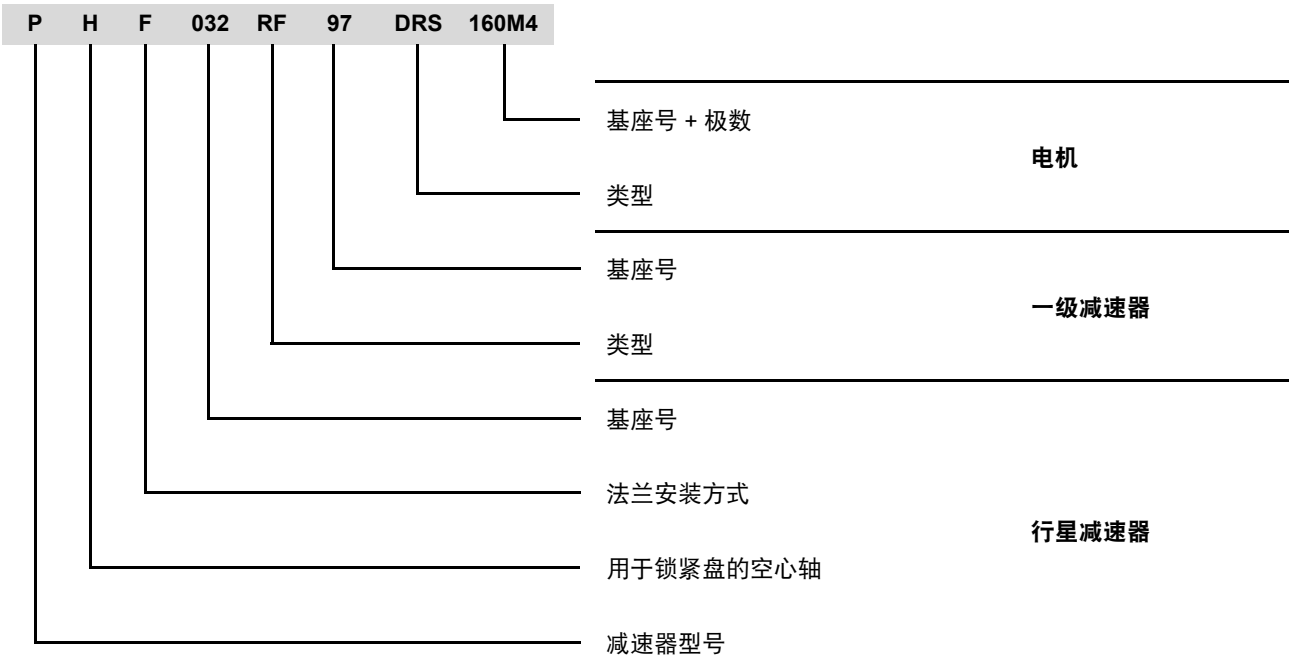 P H F 032 RF 97 DRS 160M4
基座号 + 极数
电机
类型
基座号
一级减速器
类型
基座号
法兰安装方式
行星减速器
用于锁紧盘的空心轴
减速器型号